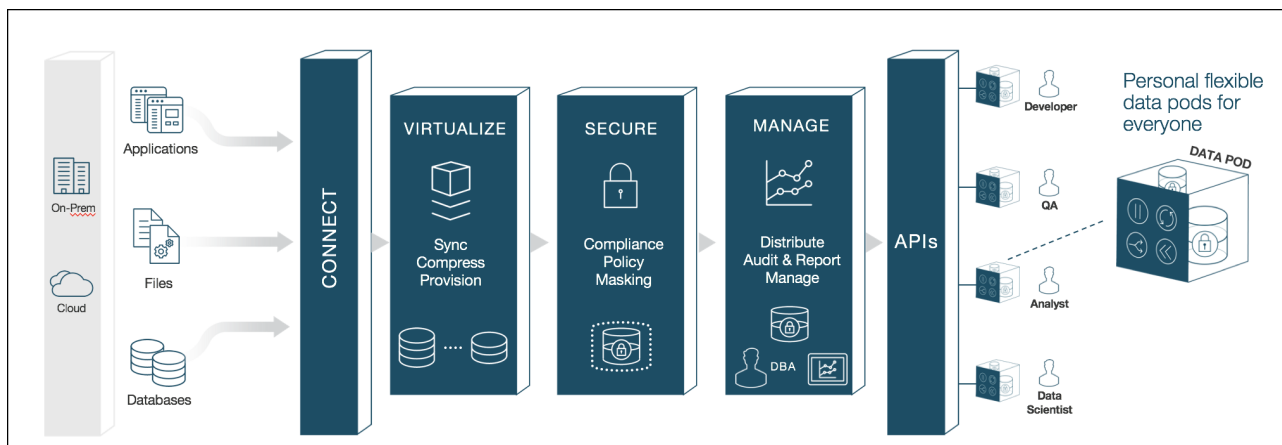 On-Prem
Cloud
Applications
Files
Databases
CONNECT
VIRTUALIZE
Sync
Compress
Provision
SECURE
Compliance
Policy
Masking
MANAGE
Distribute
Audit & Report
Manage
DBA
APIs
Developer
QA
Analyst
Data
Scientist
Personal flexible
data pods for
everyone
DATA POD